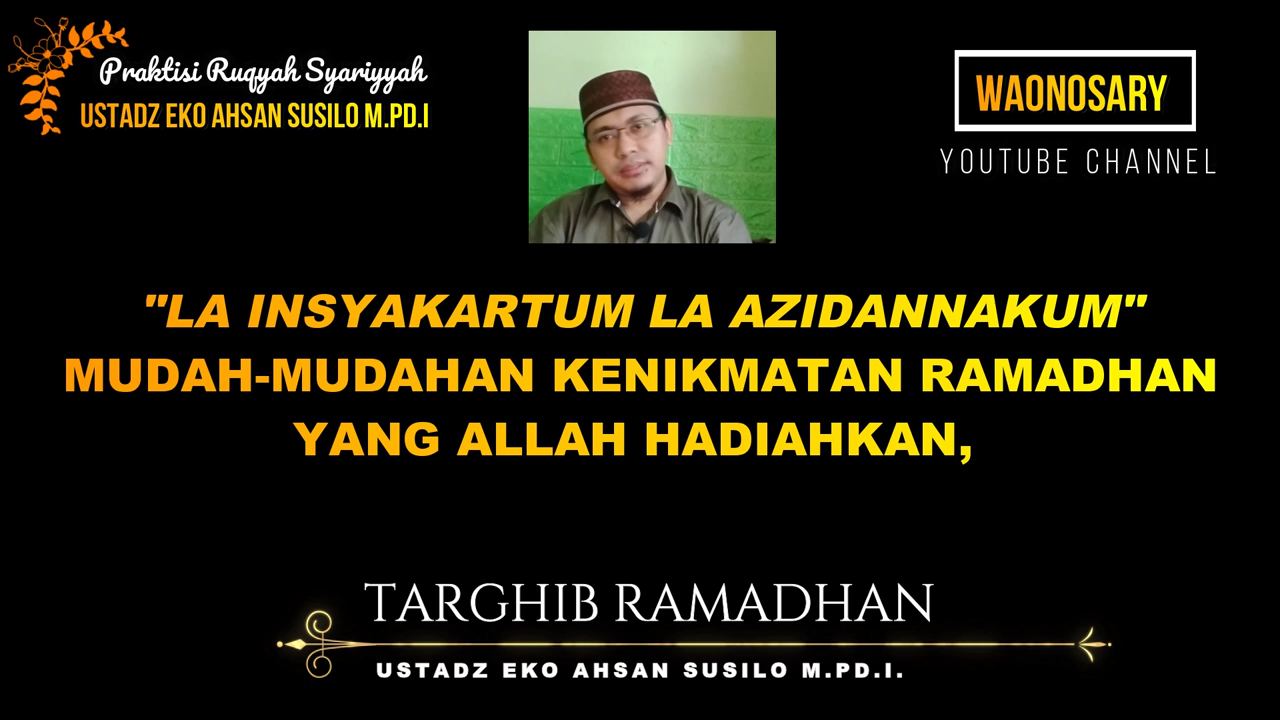 Praktisi Ruqyah Syariyyah
USTADZ EKO AHSAN SUSILO M.PD.I
WAONOSARY
YOUTUBE CHANNEL
"LA INSYAKARTUM LA AZIDANNAKUM"
MUDAH-MUDAHAN KENIKMATAN RAMADHAN
YANG ALLAH HADIAHKAN,
TARGHIB RAMADHAN
USTADZ EKO AHSAN SUSILO M.PD.I.